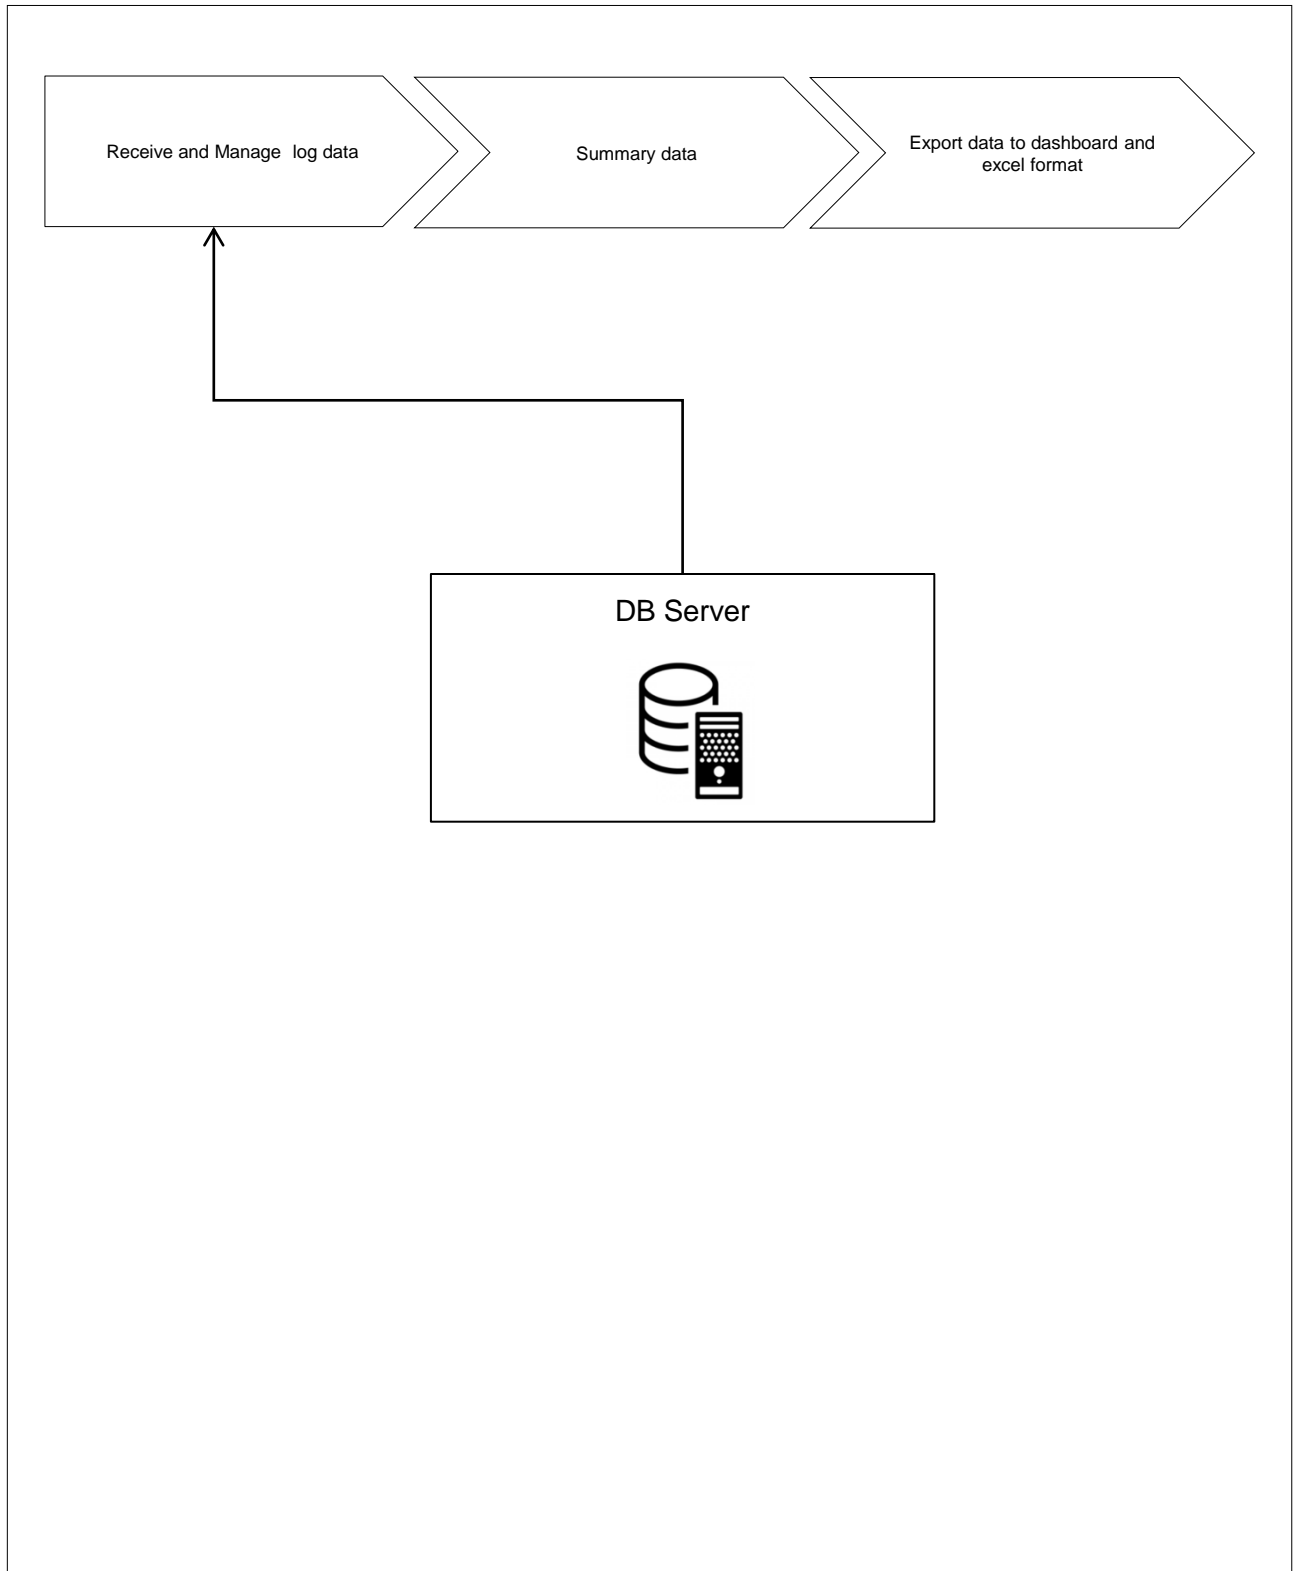 Receive and Manage  log data
Summary data
Export data to dashboard and
excel format
DB Server